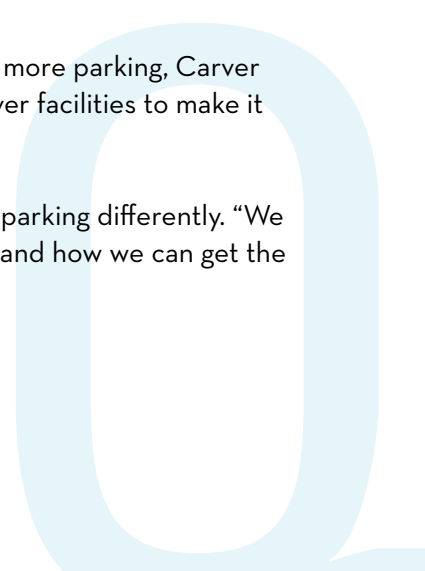 more parking, Carver
ver facilities to make it
parking differently. “We
and how we can get the
Q